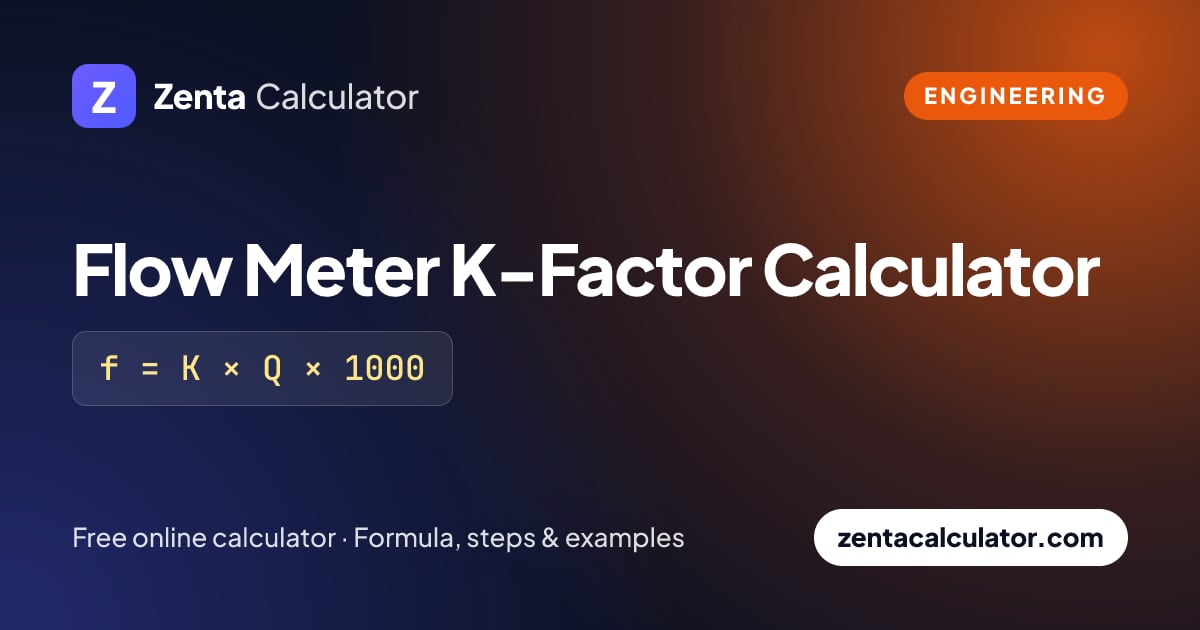 Z
Zenta Calculator
ENGINEERING
Flow Meter K–Factor Calculator
f = K × Q × 1000
Free online calculator · Formula, steps & examples
zentacalculator.com